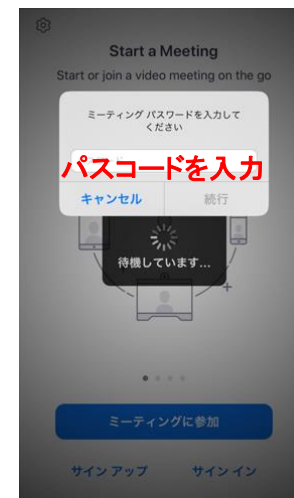 Start a Meeting
Start or join a video meeting on the go
ミーティング パスワードを入力して
ください
パスコードを入力
キャンセル
続行
待機しています...
ミーティングに参加
サイン アップ
サイン イン